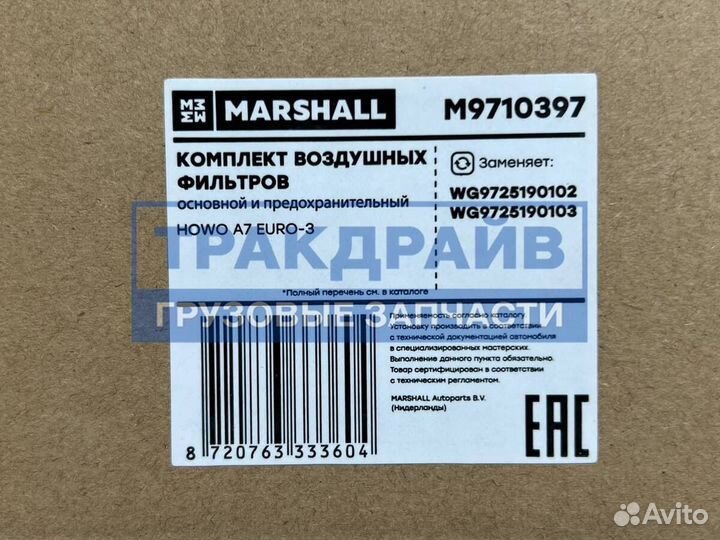 MARSHALL
M9710397
КОМПЛЕКТ ВОЗДУШНЫХ
ФИЛЬТРОВ
основной и предохранительный
HOWO A7 EURO-3
Заменяет:
WG9725190102
WG9725190103
*Полный перечень см. в каталоге
ТРАКДРАЙВ
ГРУЗОВЫЕ ЗАПЧАСТИ
Применяемость согласно каталогу
Установку производить в соответствии
с технической документацией автомобиля
в специализированных мастерских.
Выполнение данного пункта обязательно.
Товар сертифицирован в соответствии
с техническим регламентом.
MARSHALL Autoparts B.V.
(Нидерланды)
EAC
8 720763 333604
Avito